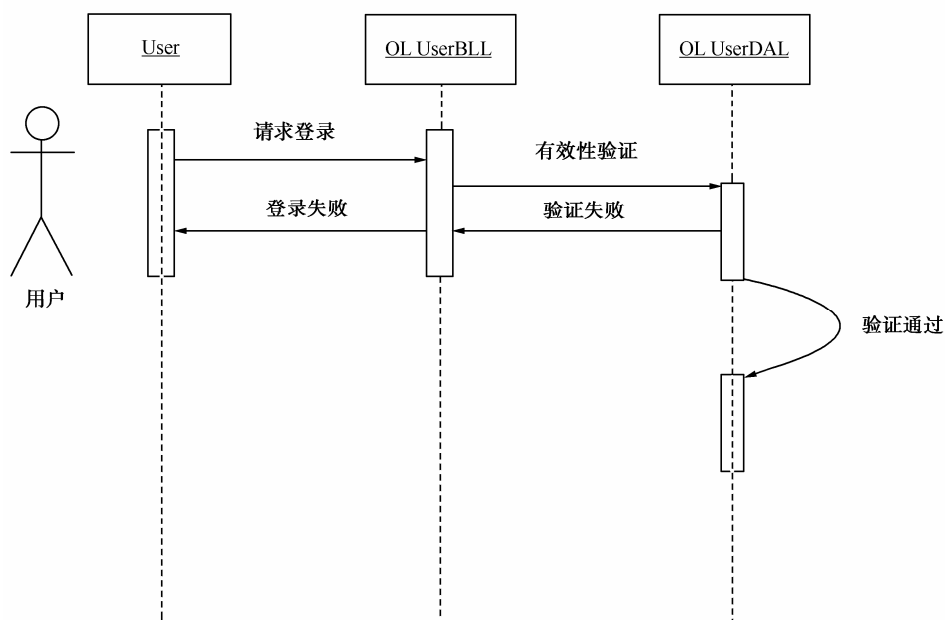 User
OL UserBLL
OL UserDAL
请求登录
有效性验证
登录失败
验证失败
用户
验证通过